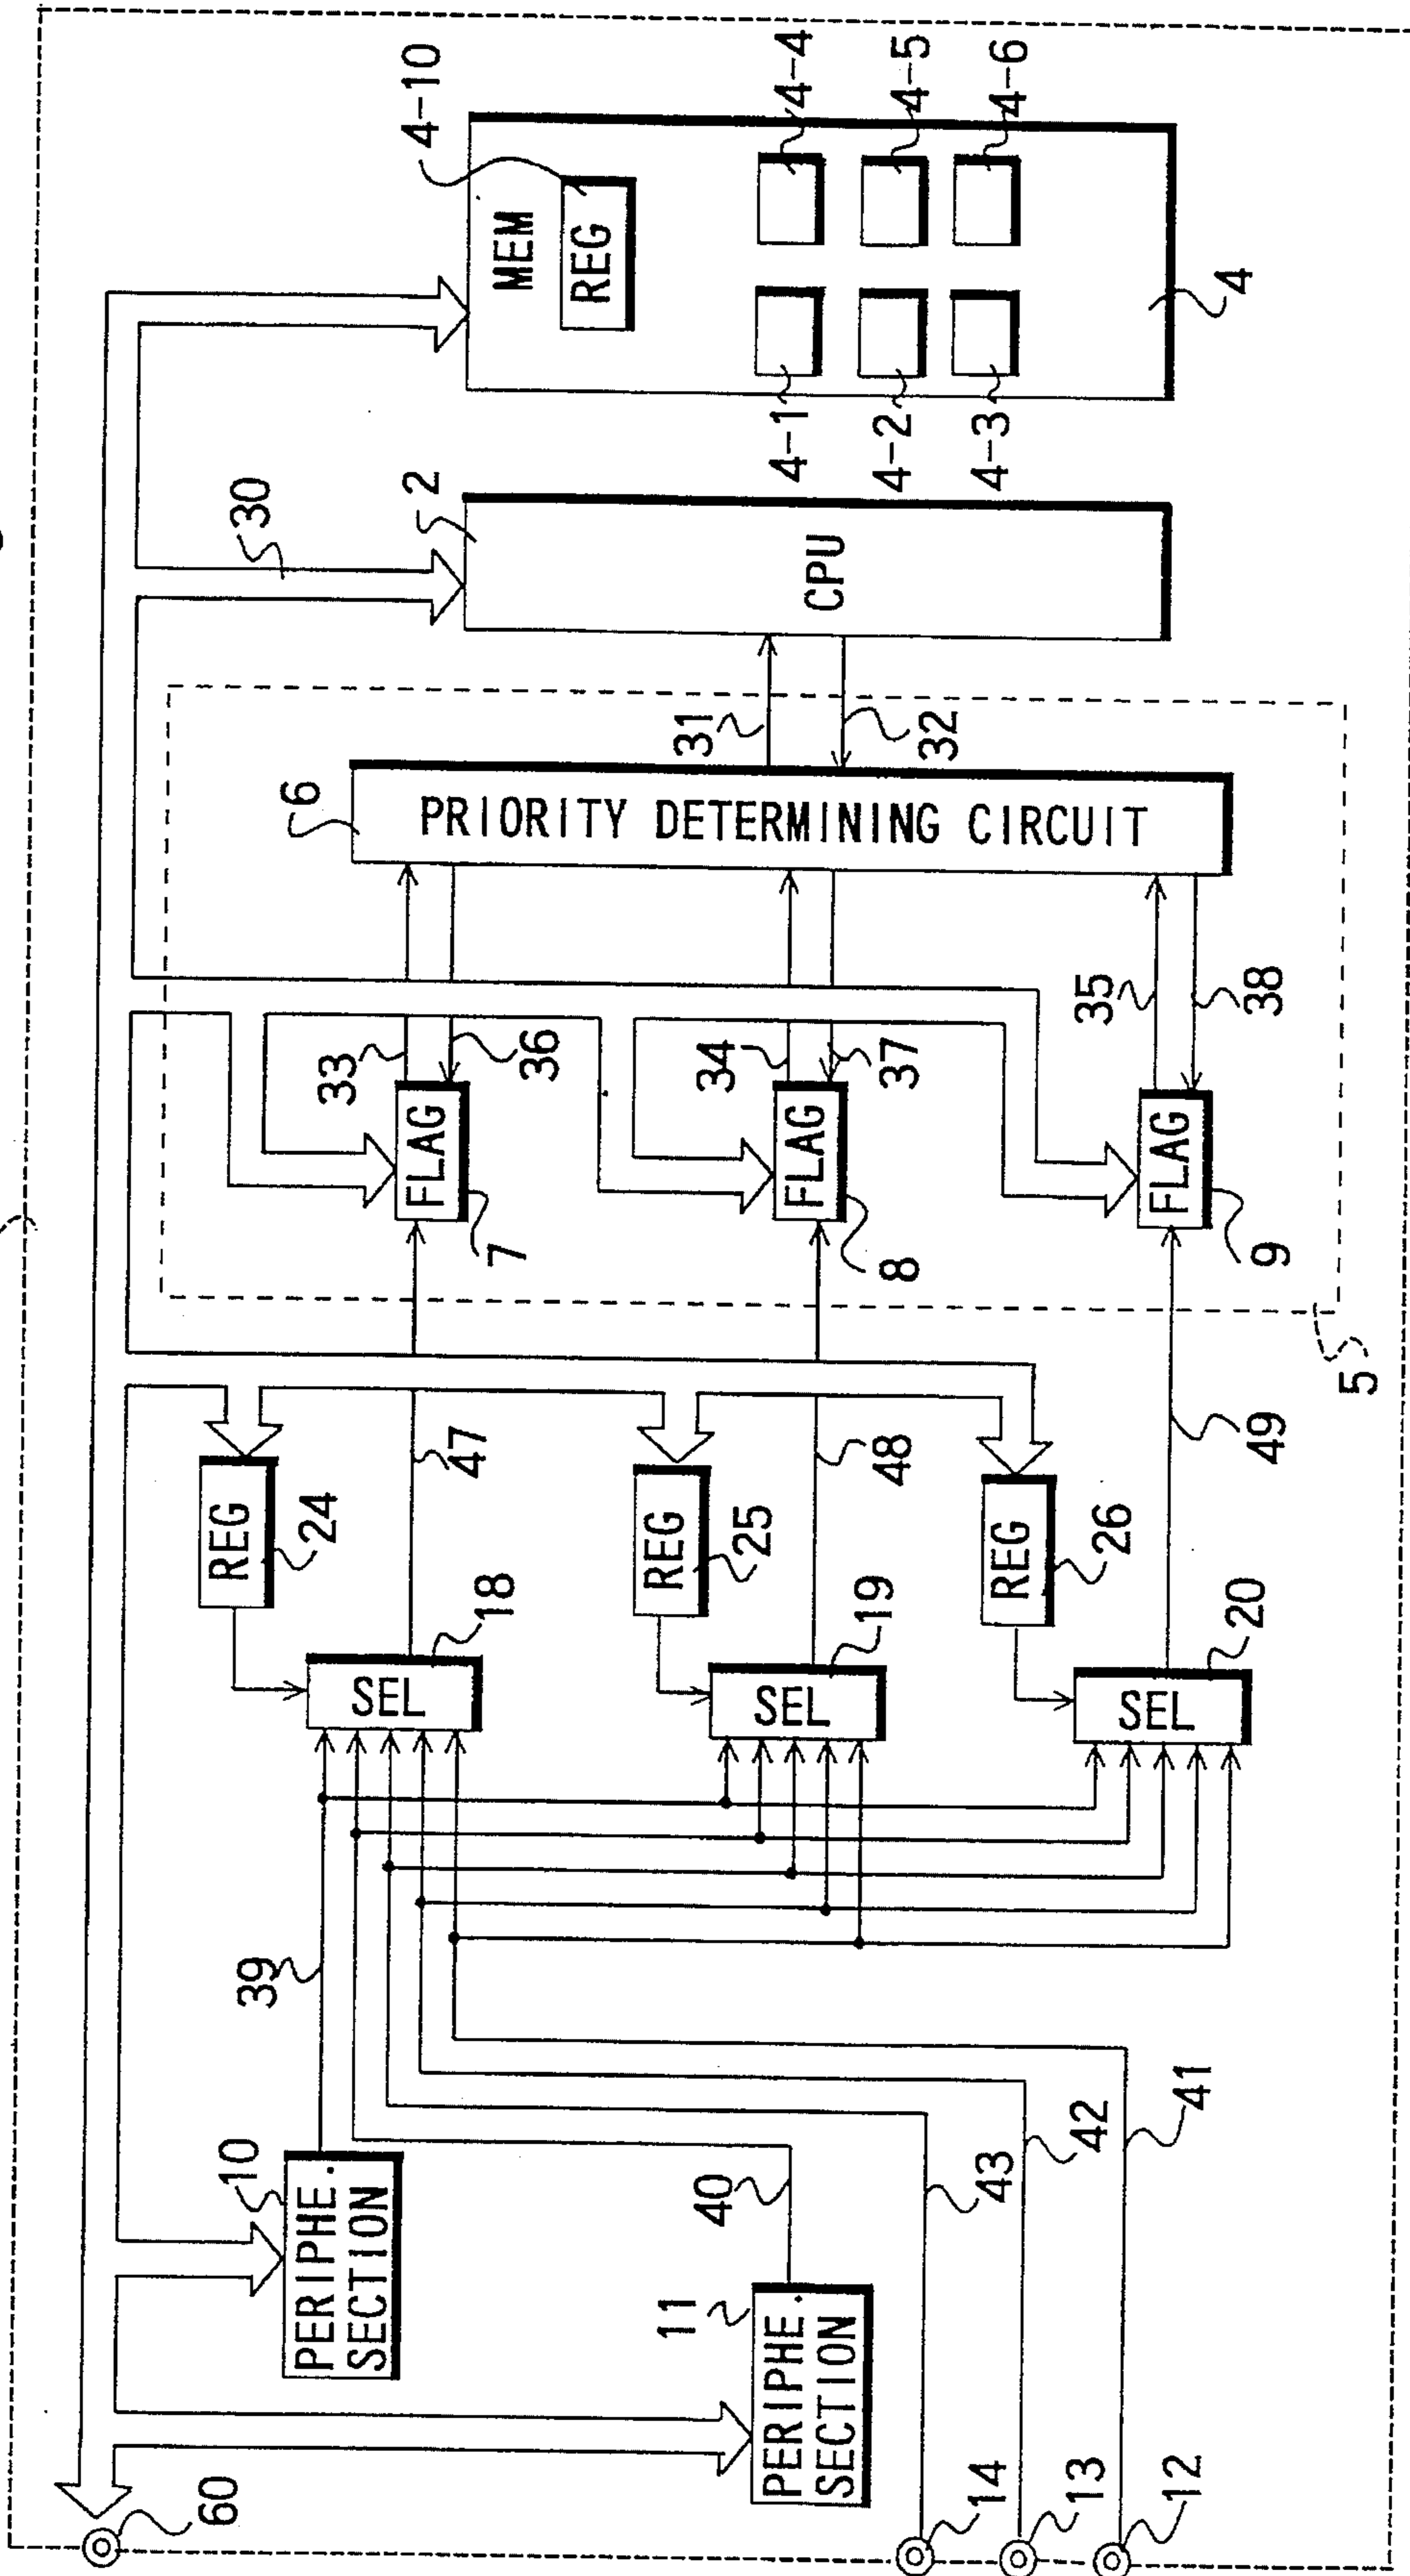 60
PERIPHE.
SECTION
10
39
PERIPHE.
SECTION
11
40
14
43
13
42
12
41
SEL
18
REG
24
47
SEL
19
REG
25
48
SEL
20
REG
26
49
5
FLAG
7
33
36
FLAG
8
34
37
FLAG
9
35
38
6
PRIORITY DETERMINING CIRCUIT
31
32
30
2
CPU
MEM
REG
4-10
4-1
4-4
4-2
4-5
4-3
4-6
4